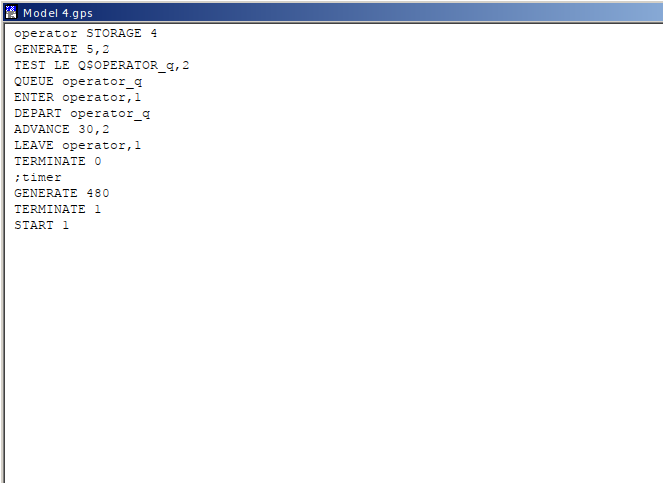 Model 4.gps
operator STORAGE 4
GENERATE 5,2
TEST LE Q$OPERATOR_q,2
QUEUE operator_q
ENTER operator,1
DEPART operator_q
ADVANCE 30,2
LEAVE operator,1
TERMINATE 0
;timer
GENERATE 480
TERMINATE 1
START 1